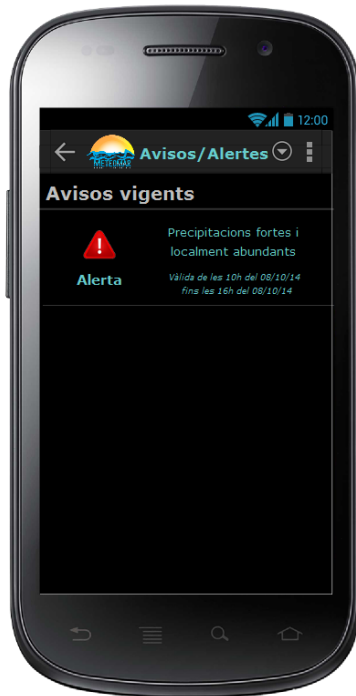 12:00
METEOMAR
Avisos/Alertes
Avisos vigents
Precipitacions fortes i
localment abundants
Alerta
Vàlida de les 10h del 08/10/14
fins les 16h del 08/10/14